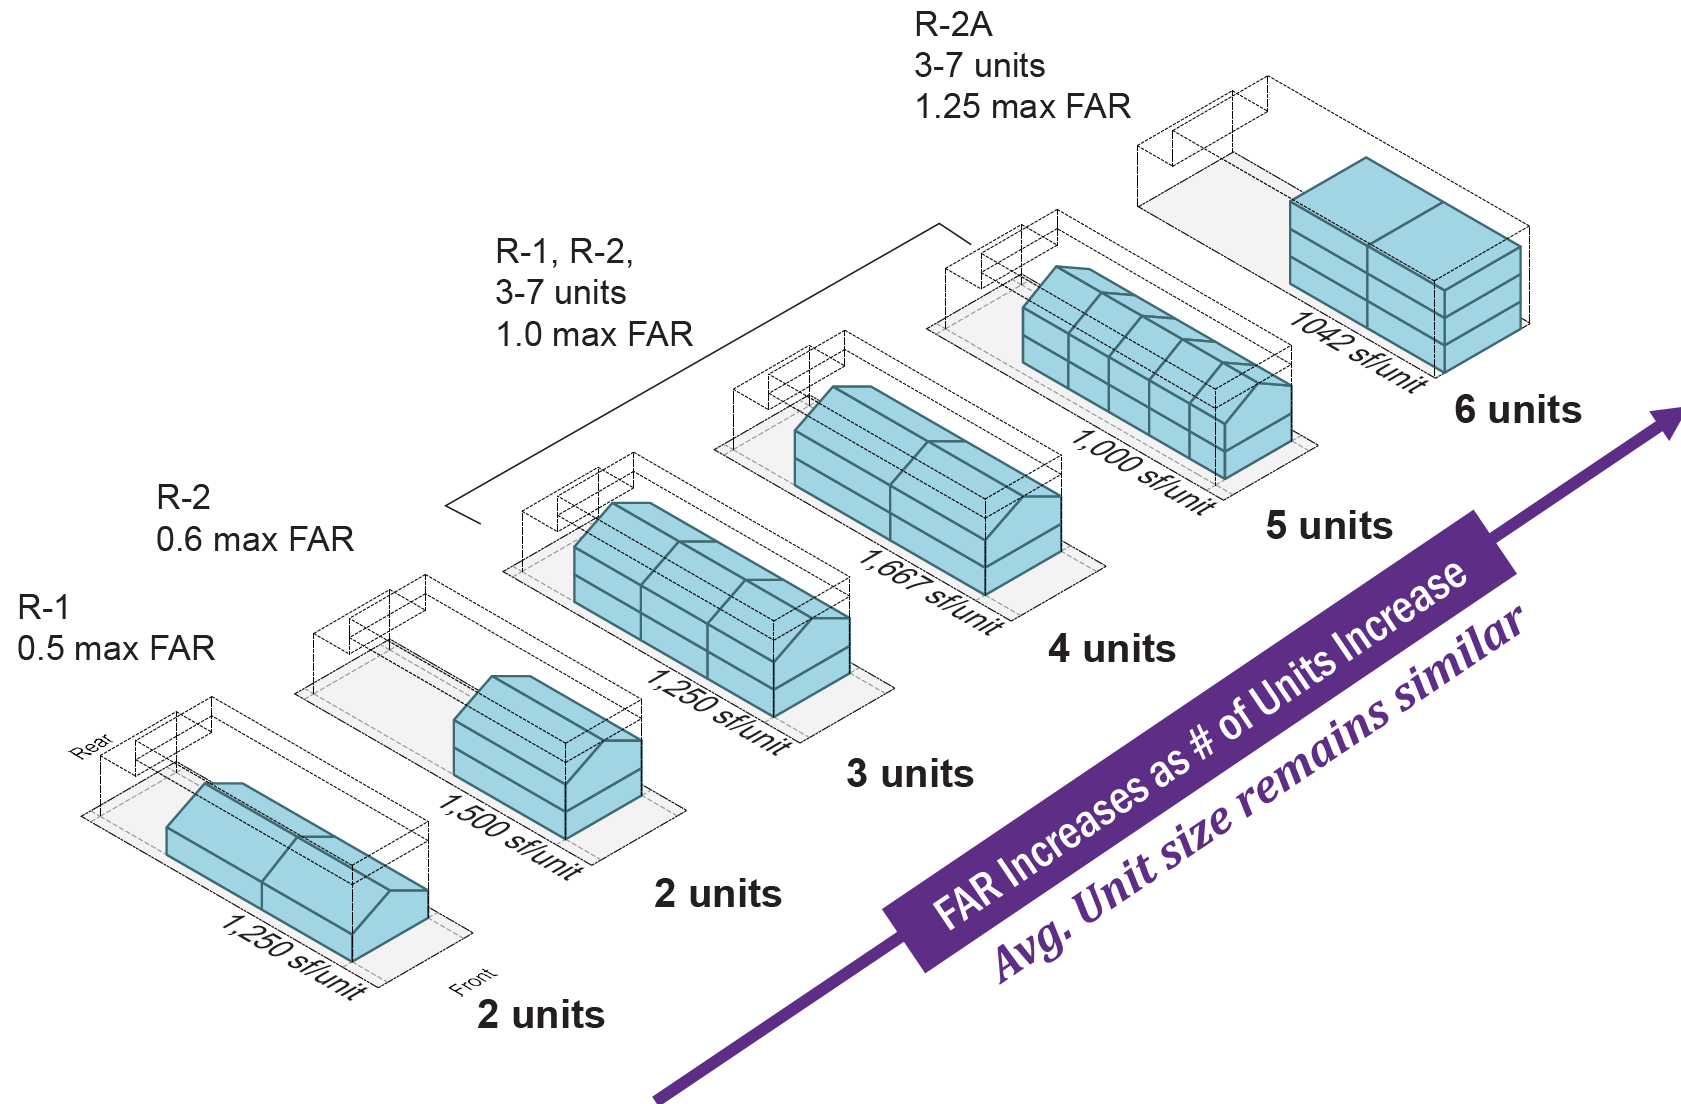 R-2A
3-7 units
1.25 max FAR
R-1, R-2,
3-7 units
1.0 max FAR
R-2
0.6 max FAR
R-1
0.5 max FAR
1042 sf/unit
6 units
1,000 sf/unit
5 units
1,667 sf/unit
4 units
1,250 sf/unit
3 units
1,500 sf/unit
2 units
Rear
1,250 sf/unit
Front
2 units
FAR Increases as # of Units Increase
Avg. Unit size remains similar